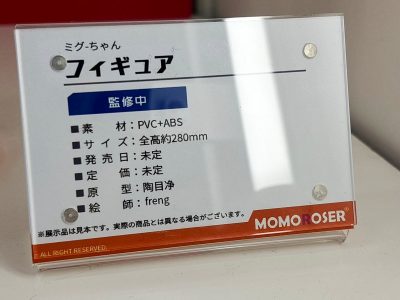 ミグ-ちゃん
フィギュア
監修中
■素　　材：PVC+ABS
■サ イ ズ：全高約280mm
■発 売 日：未定
■定　　価：未定
■原　　型：陶目净
■絵　　師：freng
※展示品は見本です。実際の商品とは異なる場合がございます。
MOMOROSER®
ALL RIGHT RESERVED.